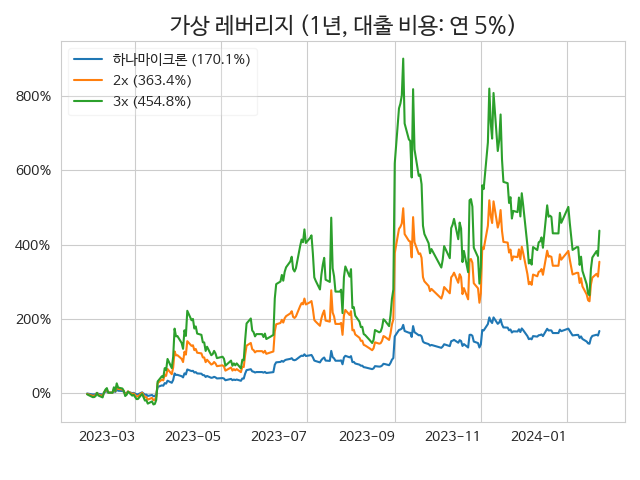 가상 레버리지 (1년, 대출 비용: 연 5%)
하나마이크론 (170.1%)
2x (363.4%)
3x (454.8%)
800%
600%
400%
200%
0%
2023-03 2023-05 2023-07 2023-09 2023-11 2024-01